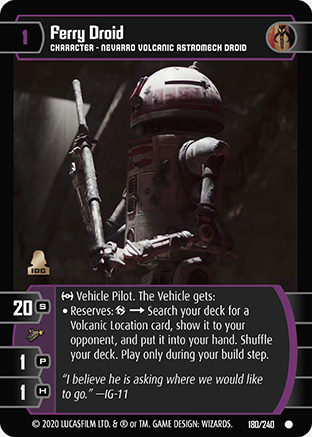 1
Ferry Droid
CHARACTER - NEVARRO VOLCANIC ASTROMECH DROID
IDC
20 S
1 P
1 H
Vehicle Pilot. The Vehicle gets:
• Reserves: → Search your deck for a
Volcanic Location card, show it to your
opponent, and put it into your hand. Shuffle
your deck. Play only during your build step.
“I believe he is asking where we would like
to go.” —IG-11
© 2020 LUCASFILM LTD. & ® OR TM. GAME DESIGN: WIZARDS.
180/240